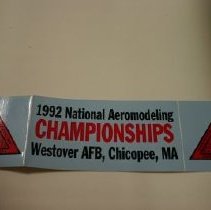 1992 National Aeromodeling
CHAMPIONSHIPS
Westover AFB, Chicopee, MA